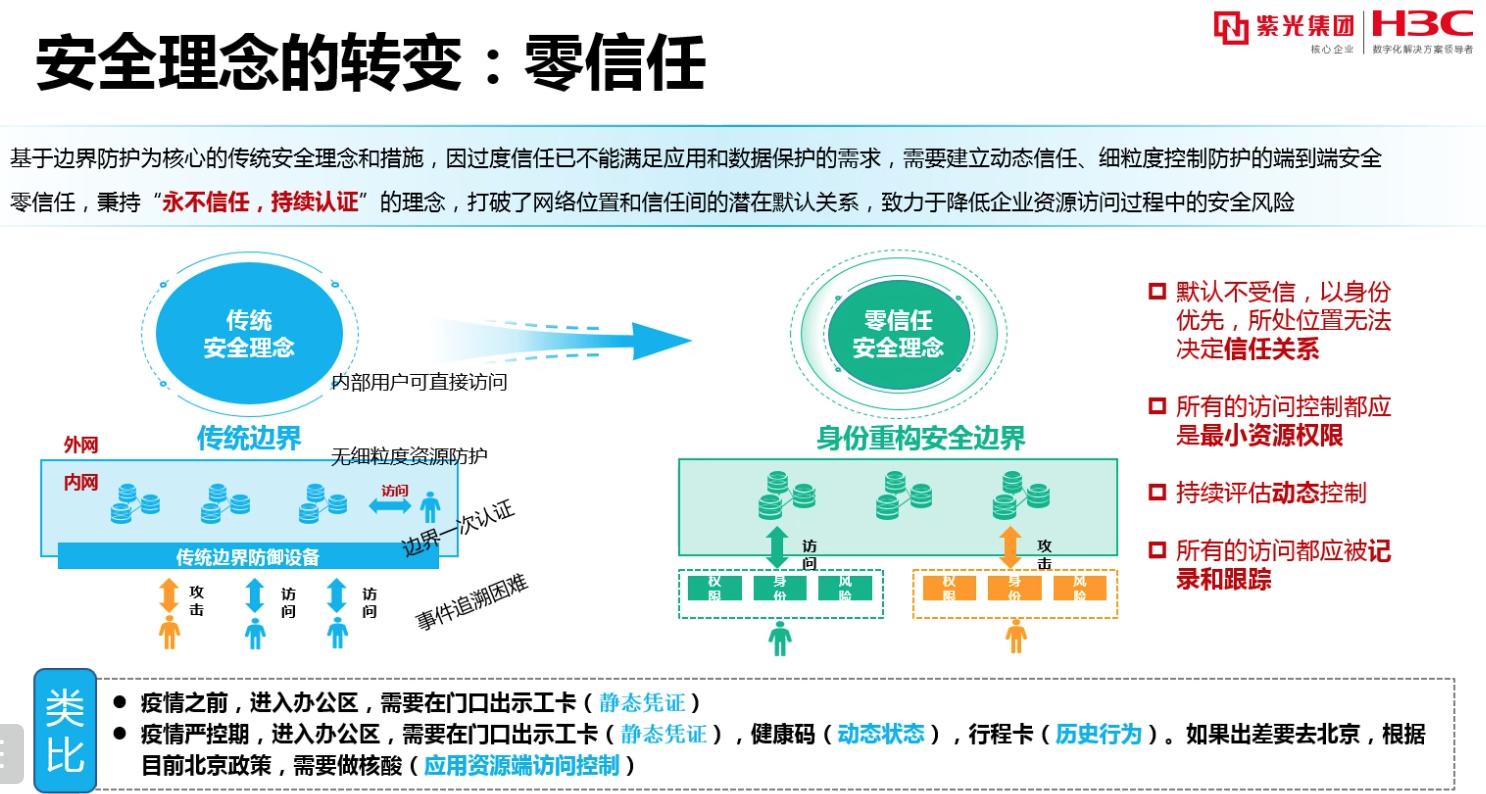 安全理念的转变：零信任
紫光集团
核心企业
H3C
数字化解决方案领导者
基于边界防护为核心的传统安全理念和措施，因过度信任已不能满足应用和数据保护的需求，需要建立动态信任、细粒度控制防护的端到端安全
零信任，秉持“永不信任，持续认证”的理念，打破了网络位置和信任间的潜在默认关系，致力于降低企业资源访问过程中的安全风险
传统
安全理念
内部用户可直接访问
传统边界
外网
无细粒度资源防护
内网
访问
边界一次认证
传统边界防御设备
攻击
访问
访问
事件追溯困难
零信任
安全理念
身份重构安全边界
访问
攻击
权限
身份
风险
权限
身份
风险
默认不受信，以身份
优先，所处位置无法
决定信任关系
所有的访问控制都应
是最小资源权限
持续评估动态控制
所有的访问都应被记
录和跟踪
类比
疫情之前，进入办公区，需要在门口出示工卡（静态凭证）
疫情严控期，进入办公区，需要在门口出示工卡（静态凭证），健康码（动态状态），行程卡（历史行为）。如果出差要去北京，根据
目前北京政策，需要做核酸（应用资源端访问控制）